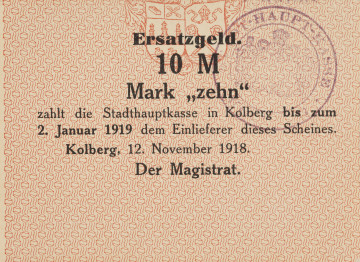 Ersatzgeld.
10 M
Mark „zehn“
zahlt die Stadthauptkasse in Kolberg bis zum
2. Januar 1919 dem Einlieferer dieses Scheines.
Kolberg, 12. November 1918.
Der Magistrat.